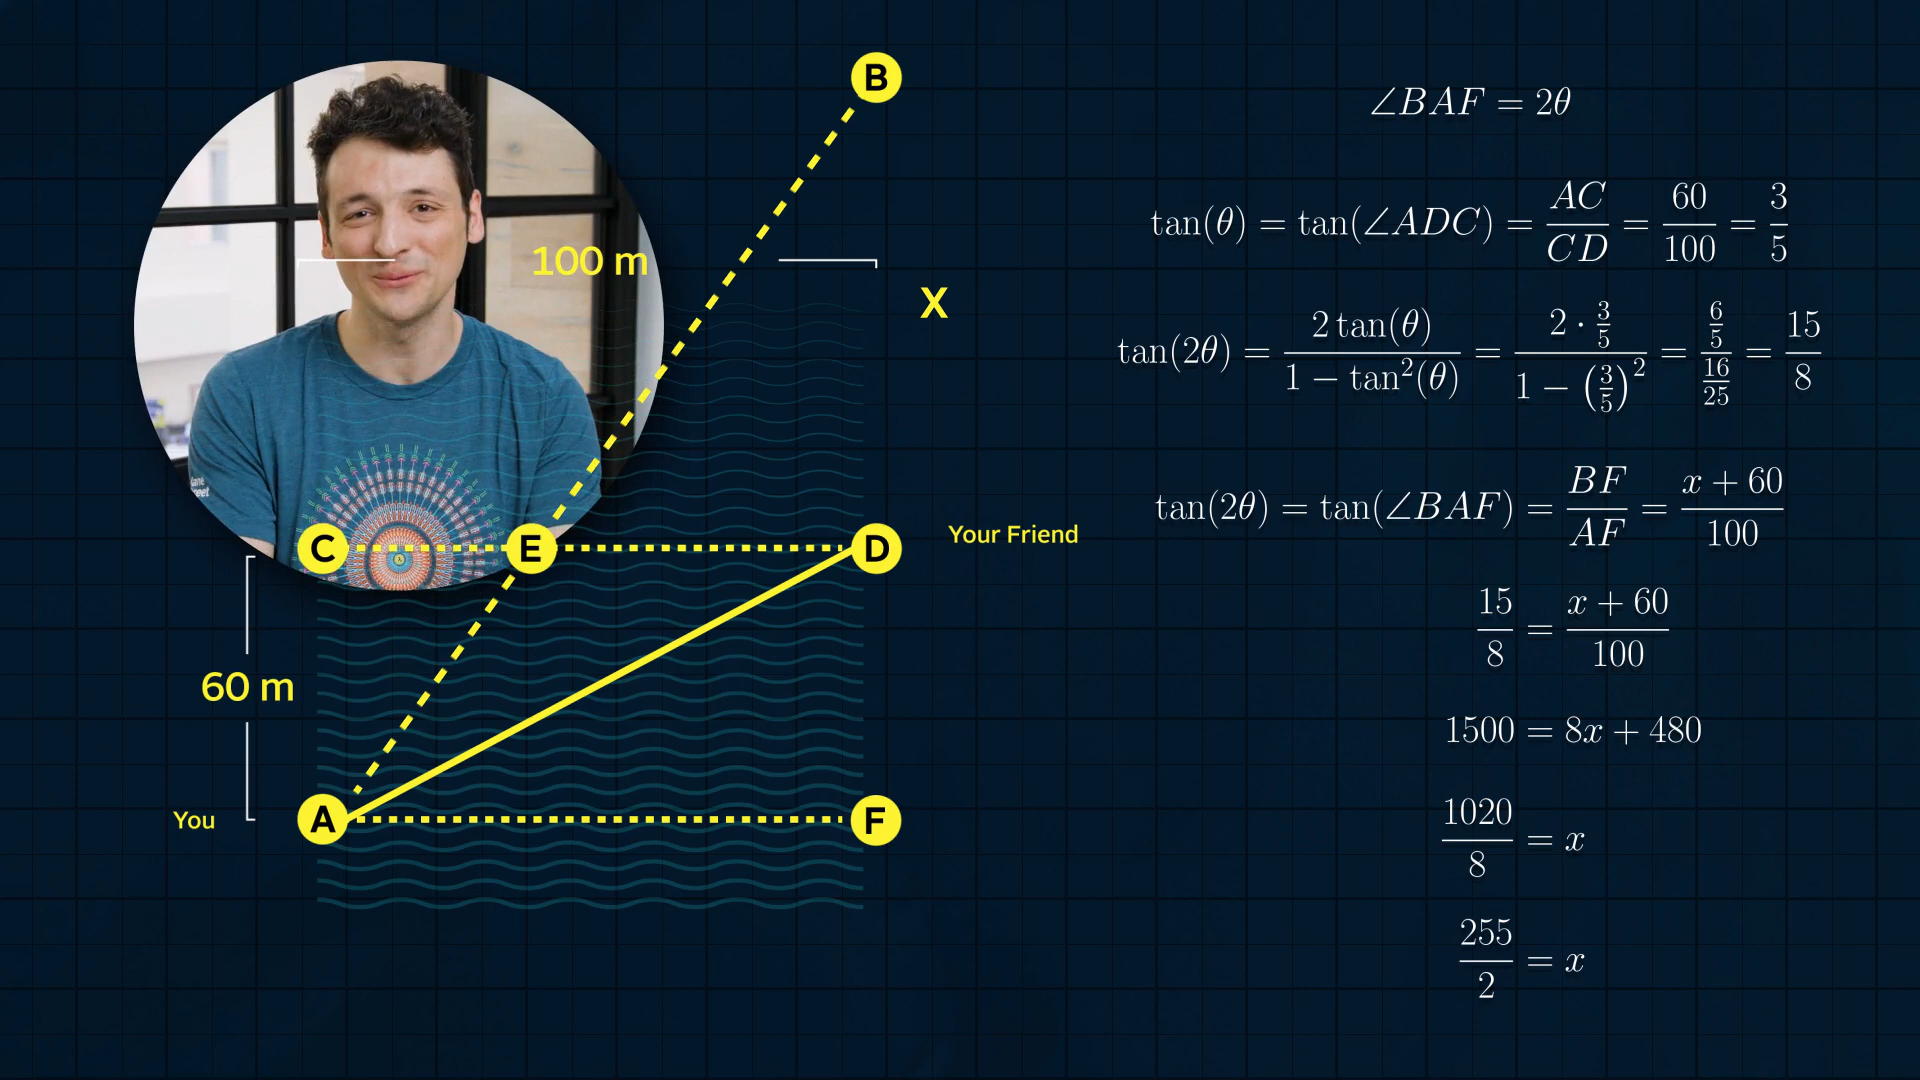 B
100 m
X
C
E
D
Your Friend
60 m
You
A
F
∠BAF = 2θ
tan(θ) = tan(∠ADC) = AC/CD = 60/100 = 3/5
tan(2θ) = 2 tan(θ)/(1 − tan²(θ)) = (2 · 3/5)/(1 − (3/5)²) = (6/5)/(16/25) = 15/8
tan(2θ) = tan(∠BAF) = BF/AF = (x + 60)/100
15/8 = (x + 60)/100
1500 = 8x + 480
1020/8 = x
255/2 = x